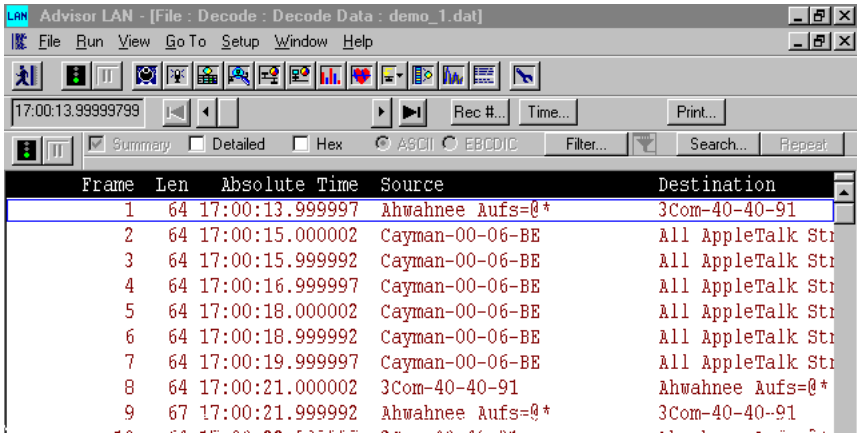 LAN Advisor LAN - [File : Decode : Decode Data : demo_1.dat]
File Run View Go To Setup Window Help
17:00:13.99999799 Rec #... Time... Print...
Summary Detailed Hex ASCII EBCDIC Filter... Search... Repeat
Frame Len Absolute Time Source Destination
1 64 17:00:13.999997 Ahwahnee Aufs=@* 3Com-40-40-91
2 64 17:00:15.000002 Cayman-00-06-BE All AppleTalk Str
3 64 17:00:15.999992 Cayman-00-06-BE All AppleTalk Str
4 64 17:00:16.999997 Cayman-00-06-BE All AppleTalk Str
5 64 17:00:18.000002 Cayman-00-06-BE All AppleTalk Str
6 64 17:00:18.999992 Cayman-00-06-BE All AppleTalk Str
7 64 17:00:19.999997 Cayman-00-06-BE All AppleTalk Str
8 64 17:00:21.000002 3Com-40-40-91 Ahwahnee Aufs=@*
9 67 17:00:21.999992 Ahwahnee Aufs=@* 3Com-40-40-91